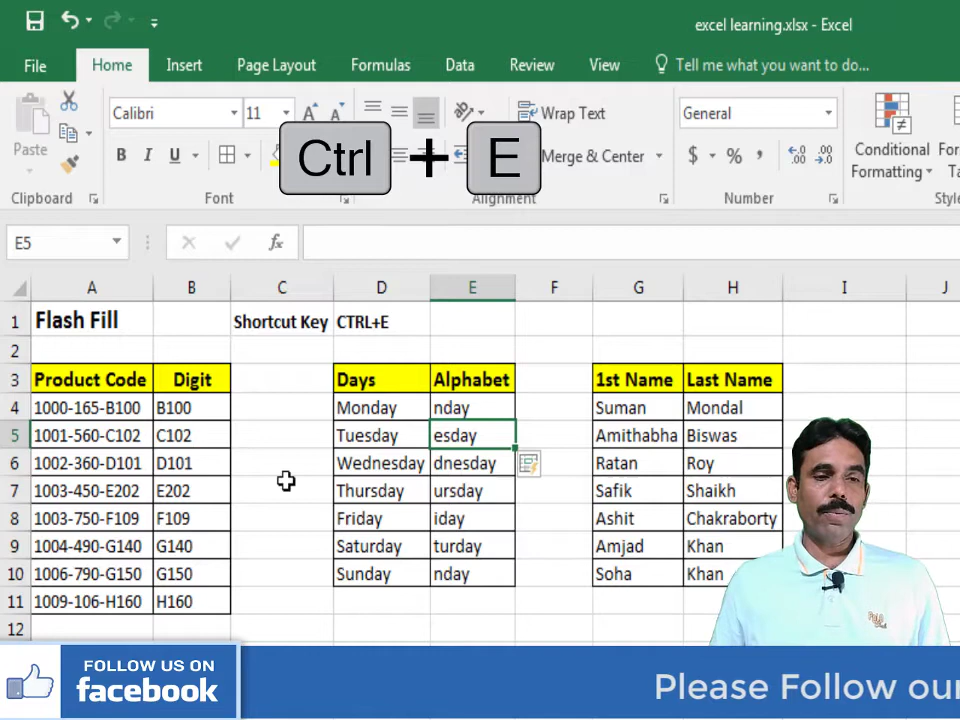 excel learning.xlsx - Excel
File Home Insert Page Layout Formulas Data Review View Tell me what you want to do...
Paste
Calibri 11
B I U
Ctrl + E
Wrap Text
Merge & Center
General
$ % ,
Conditional
Formatting
Clipboard Font Alignment Number
E5 fx
A B C D E F G H I J
1 Flash Fill Shortcut Key CTRL+E
2
3 Product Code Digit Days Alphabet 1st Name Last Name
4 1000-165-B100 B100 Monday nday Suman Mondal
5 1001-560-C102 C102 Tuesday esday Amithabha Biswas
6 1002-360-D101 D101 Wednesday dnesday Ratan Roy
7 1003-450-E202 E202 Thursday ursday Safik Shaikh
8 1003-750-F109 F109 Friday iday Ashit Chakraborty
9 1004-490-G140 G140 Saturday turday Amjad Khan
10 1006-790-G150 G150 Sunday nday Soha Khan
11 1009-106-H160 H160
12
FOLLOW US ON
facebook
Please Follow our